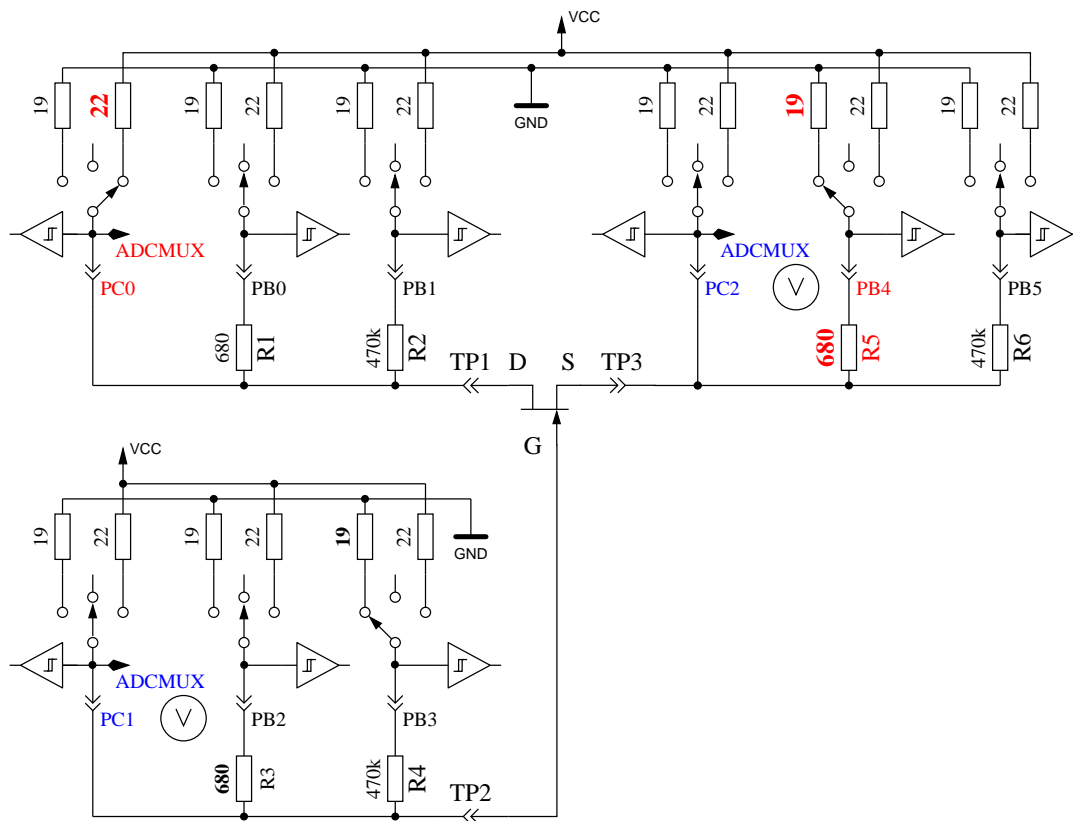 VCC
19 22 19 22 19 22 19 22 19 22 19 22
GND
ADCMUX ADCMUX
PC0 PB0 PB1 PC2 V PB4 PB5
680 R1 470k R2 680 R5 470k R6
TP1 D S TP3
G
VCC
19 22 19 22 19 22
GND
ADCMUX
PC1 V PB2 PB3
680 R3 470k R4
TP2